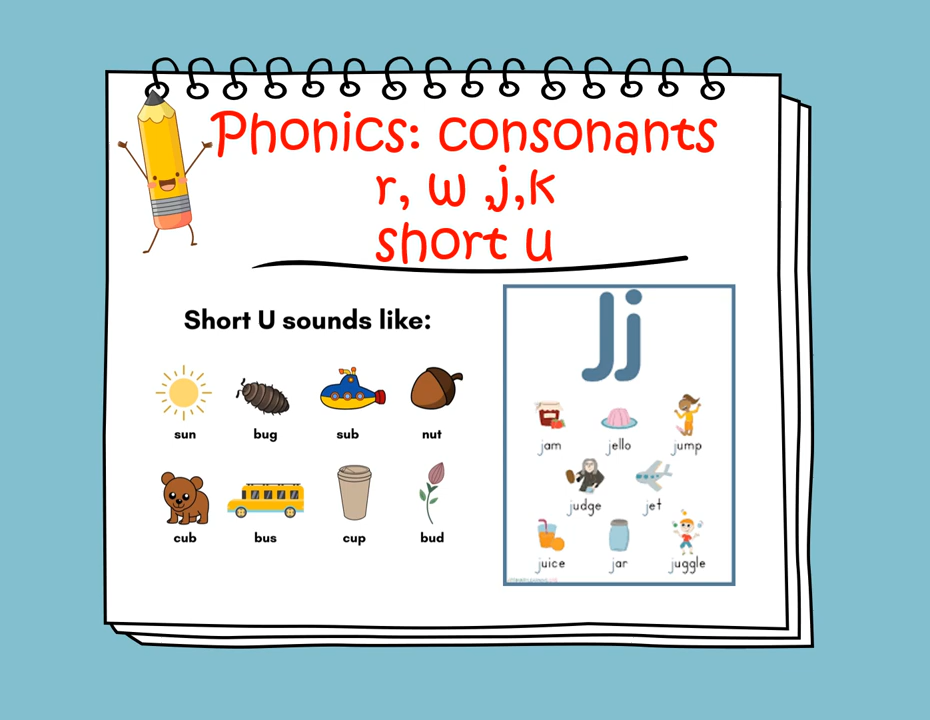 Phonics: consonants
r, w ,j,k
short u
Short U sounds like:
sun bug sub nut
cub bus cup bud
Jj
jam jello jump
judge jet
juice jar juggle